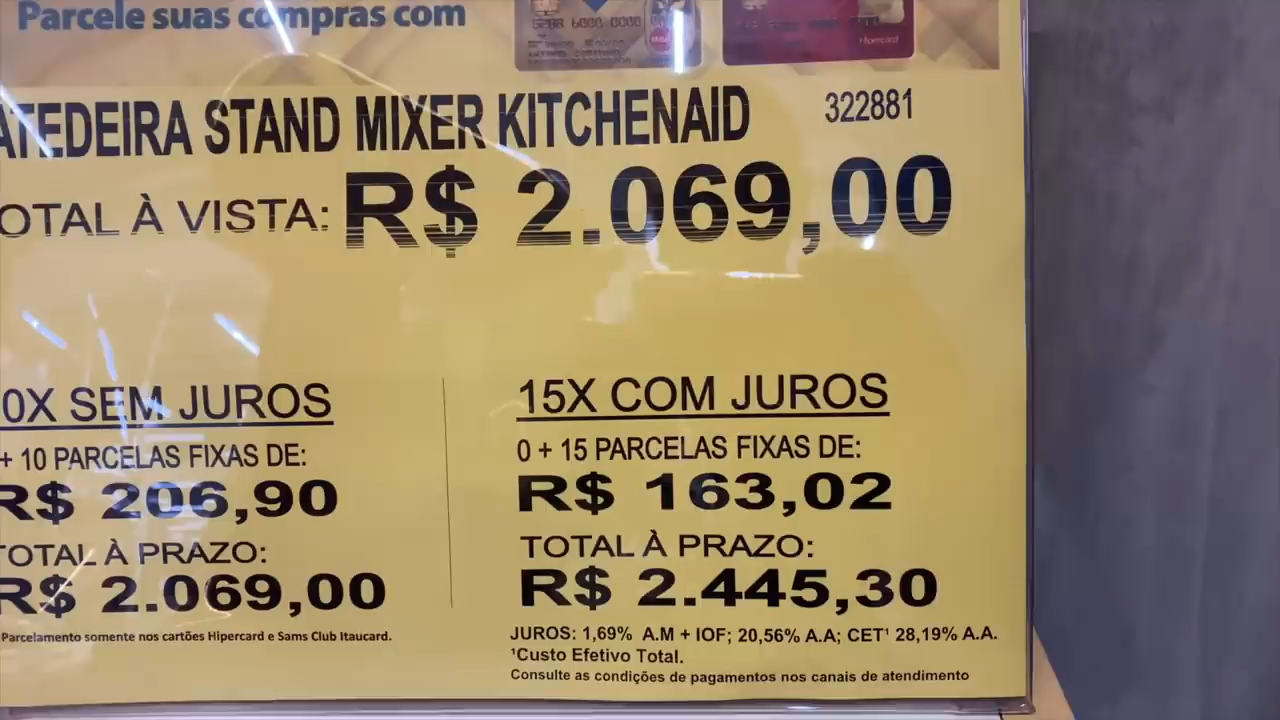 Parcele suas compras com
Hipercard
ATEDEIRA STAND MIXER KITCHENAID 322881
OTAL À VISTA: R$ 2.069,00
0X SEM JUROS
+ 10 PARCELAS FIXAS DE:
R$ 206,90
TOTAL À PRAZO:
R$ 2.069,00
Parcelamento somente nos cartões Hipercard e Sams Club Itaucard.
15X COM JUROS
0 + 15 PARCELAS FIXAS DE:
R$ 163,02
TOTAL À PRAZO:
R$ 2.445,30
JUROS: 1,69% A.M + IOF; 20,56% A.A; CET¹ 28,19% A.A.
¹Custo Efetivo Total.
Consulte as condições de pagamentos nos canais de atendimento